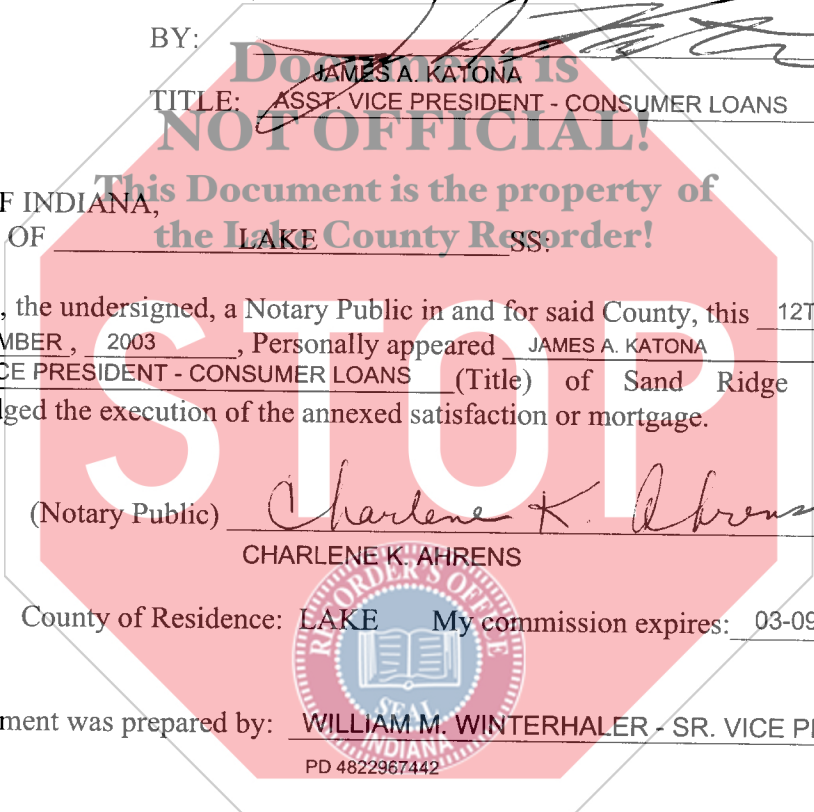 BY:
Document is
JAMES A. KATONA
TITLE: ASST. VICE PRESIDENT - CONSUMER LOANS
NOT OFFICIAL!
This Document is the property of
F INDIANA,
the Lake County Recorder!
OF LAKE SS:
STOP
, the undersigned, a Notary Public in and for said County, this 12T
MBER , 2003 , Personally appeared JAMES A. KATONA
CE PRESIDENT - CONSUMER LOANS (Title) of Sand Ridge
ged the execution of the annexed satisfaction or mortgage.
(Notary Public) Charlene K. Ahrens
CHARLENE K. AHRENS
RECORDER'S OFFICE
County of Residence: LAKE My commission expires: 03-09
SEAL
INDIANA
ment was prepared by: WILLIAM M. WINTERHALER - SR. VICE P
PD 4822967442